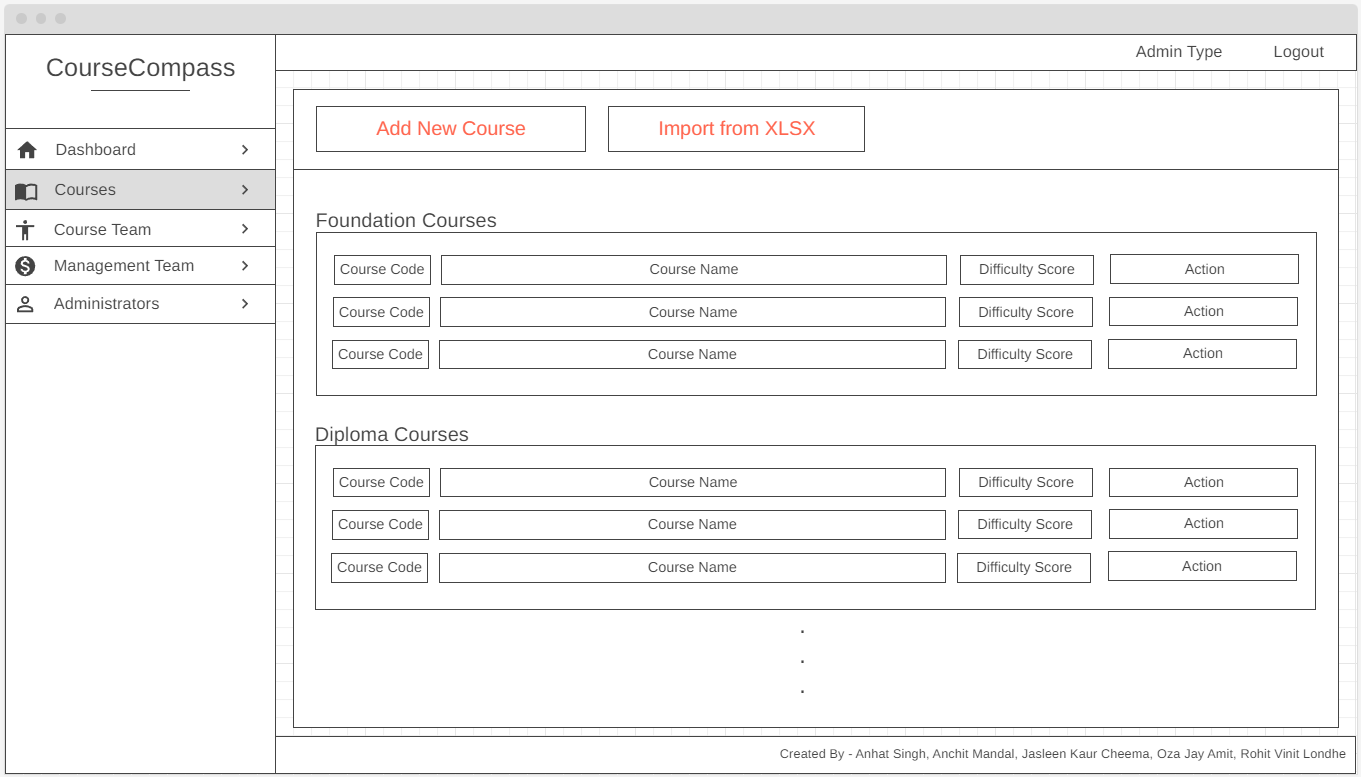 CourseCompass
Admin Type Logout
Dashboard
Courses
Course Team
Management Team
Administrators
Add New Course Import from XLSX
Foundation Courses
Course Code Course Name Difficulty Score Action
Course Code Course Name Difficulty Score Action
Course Code Course Name Difficulty Score Action
Diploma Courses
Course Code Course Name Difficulty Score Action
Course Code Course Name Difficulty Score Action
Course Code Course Name Difficulty Score Action
.
.
.
Created By - Anhat Singh, Anchit Mandal, Jasleen Kaur Cheema, Oza Jay Amit, Rohit Vinit Londhe